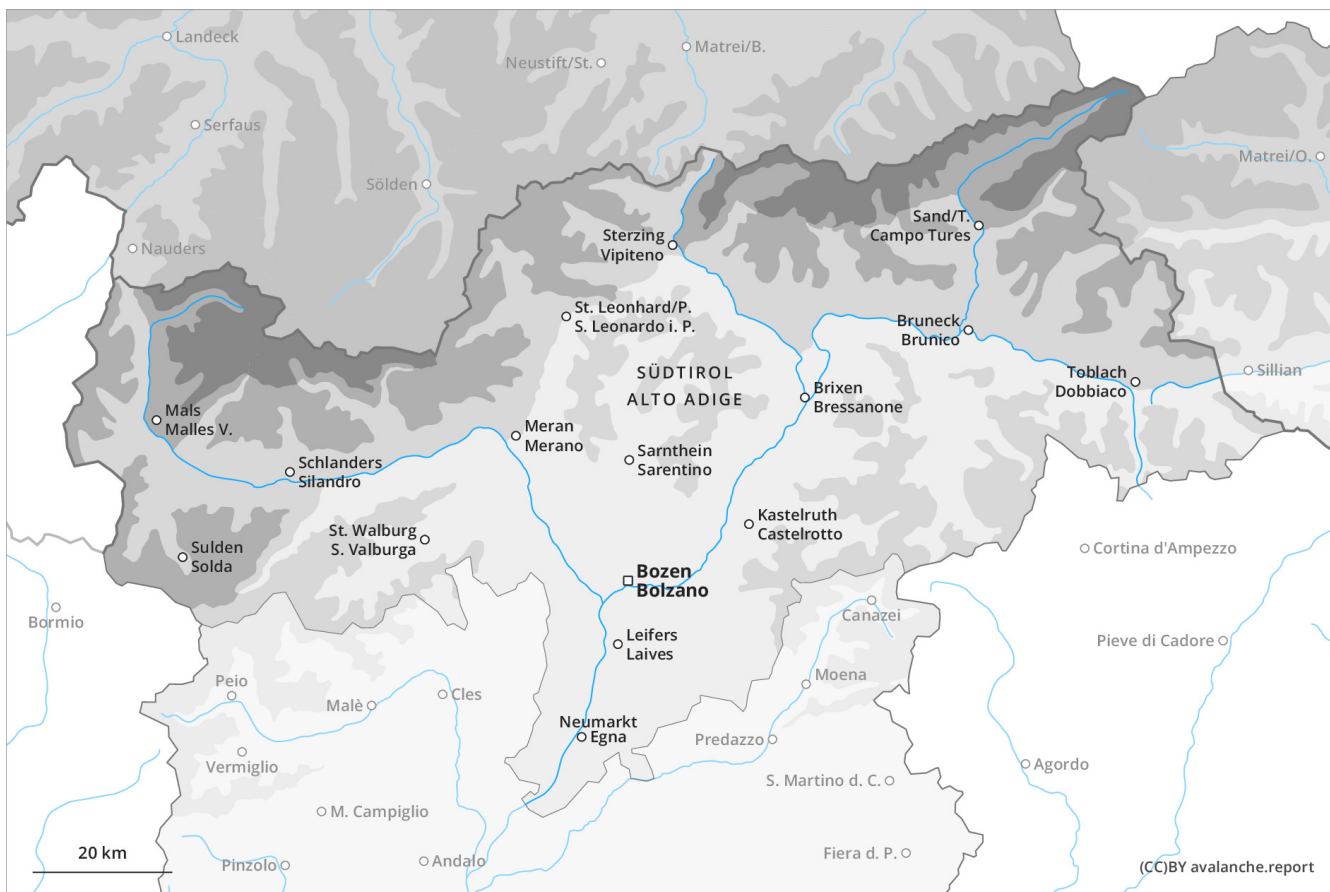 Landeck
Matrei/B.
Neustift/St.
Serfaus
Matrei/O.
Sölden
Sand/T.
Campo Tures
Nauders
Sterzing
Vipiteno
St. Leonhard/P.
S. Leonardo i. P.
Bruneck
Brunico
SÜDTIROL
ALTO ADIGE
Toblach
Dobbiaco
Sillian
Brixen
Bressanone
Mals
Malles V.
Meran
Merano
Sarnthein
Sarentino
Schlanders
Silandro
Kastelruth
Castelrotto
St. Walburg
S. Valburga
Sulden
Solda
Cortina d'Ampezzo
Bozen
Bolzano
Bormio
Canazei
Leifers
Laives
Pieve di Cadore
Peio
Moena
Malè
Cles
Neumarkt
Egna
Predazzo
Vermiglio
Agordo
S. Martino d. C.
M. Campiglio
20 km
Pinzolo
Andalo
Fiera d. P.
(CC)BY avalanche.report